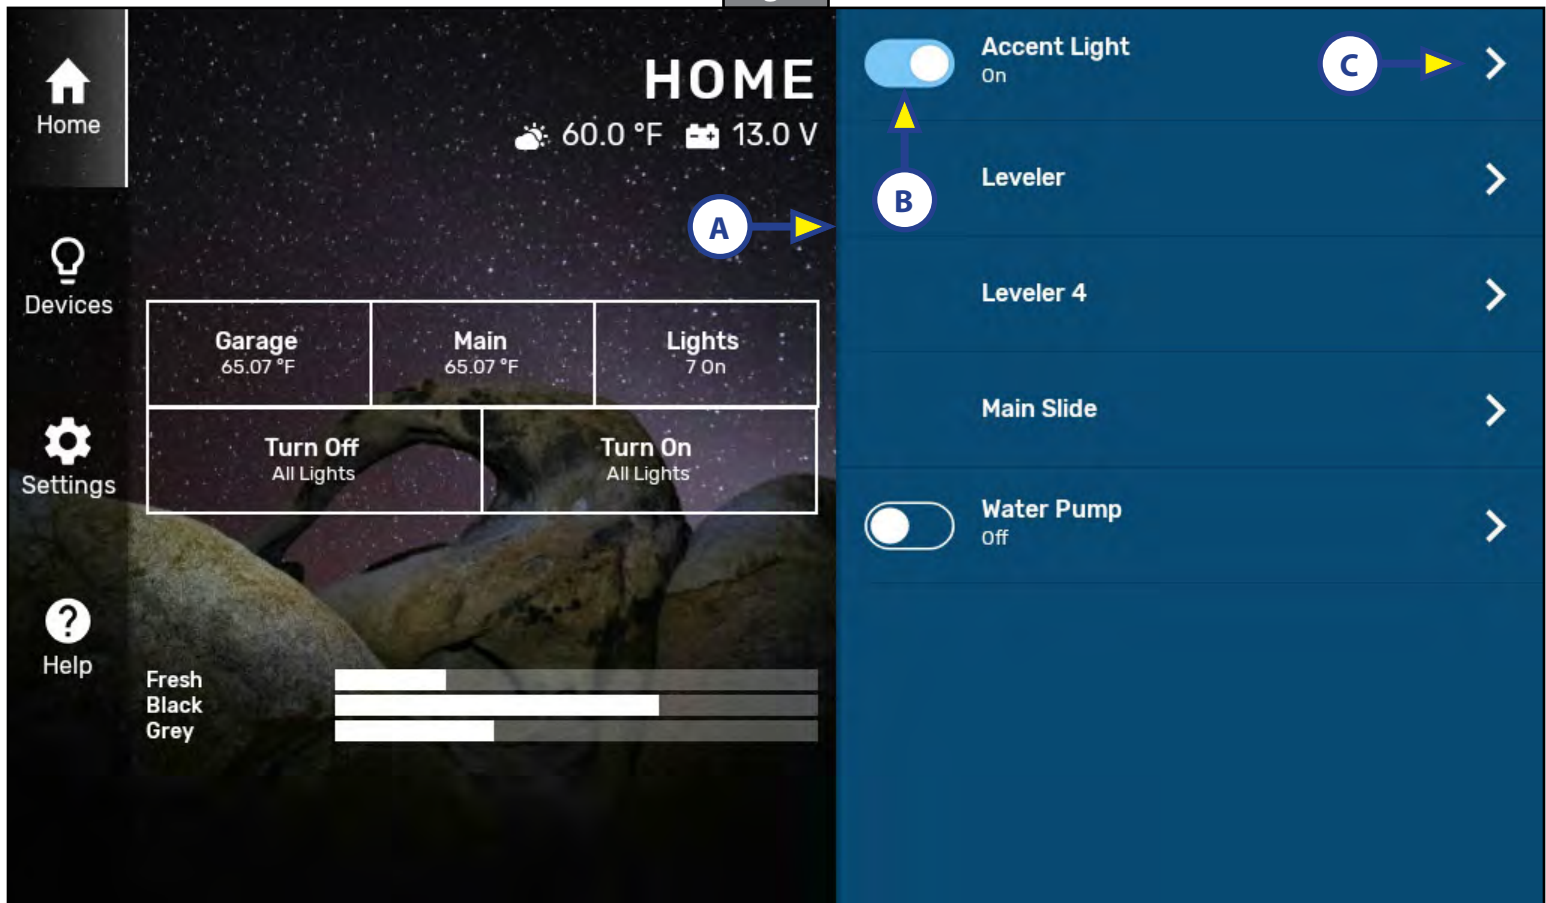 Home
Devices
Settings
Help
HOME
60.0 °F 13.0 V
A
Garage
65.07 °F
Main
65.07 °F
Lights
7 On
Turn Off
All Lights
Turn On
All Lights
Fresh
Black
Grey
Accent Light
On
B
C
Leveler
Leveler 4
Main Slide
Water Pump
Off